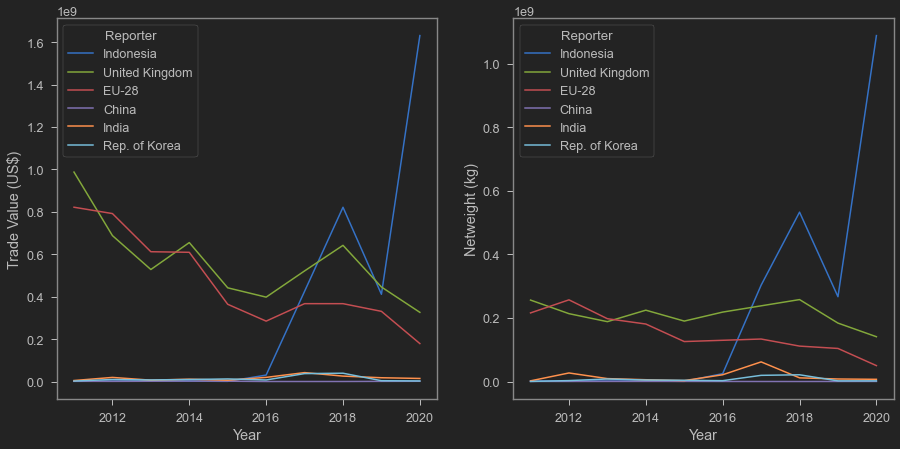 1e9
Reporter
Indonesia
United Kingdom
EU-28
China
India
Rep. of Korea
1.6
1.4
1.2
1.0
0.8
0.6
0.4
0.2
0.0
Trade Value (US$)
2012
2014
2016
2018
2020
Year
1e9
Reporter
Indonesia
United Kingdom
EU-28
China
India
Rep. of Korea
1.0
0.8
0.6
0.4
0.2
0.0
Netweight (kg)
2012
2014
2016
2018
2020
Year